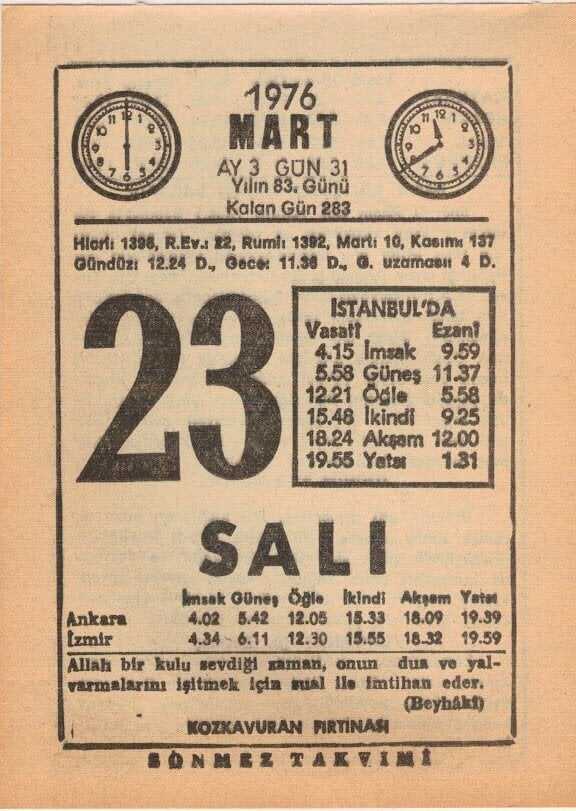 1976
MART
AY 3 GÜN 31
Yılın 83. Günü
Kalan Gün 283
Hicri: 1396, R.Ev.: 22, Rumi: 1392, Mart: 10, Kasım: 137
Gündüz: 12.24 D., Gece: 11.36 D., G. uzaması: 4 D.
23
İSTANBUL'DA
Vasati Ezani
4.15 İmsak 9.59
5.58 Güneş 11.37
12.21 Öğle 5.58
15.48 İkindi 9.25
18.24 Akşam 12.00
19.55 Yatsı 1.31
SALI
İmsak Güneş Öğle İkindi Akşam Yatsı
Ankara 4.02 5.42 12.05 15.33 18.09 19.39
İzmir 4.34 6.11 12.30 15.55 18.32 19.59
Allah bir kulu sevdiği zaman, onun dua ve yal-
varmalarını işitmek için sual ile imtihan eder.
(Beyhâkî)
KOZKAVURAN FIRTINASI
SÖNMEZ TAKVİMİ